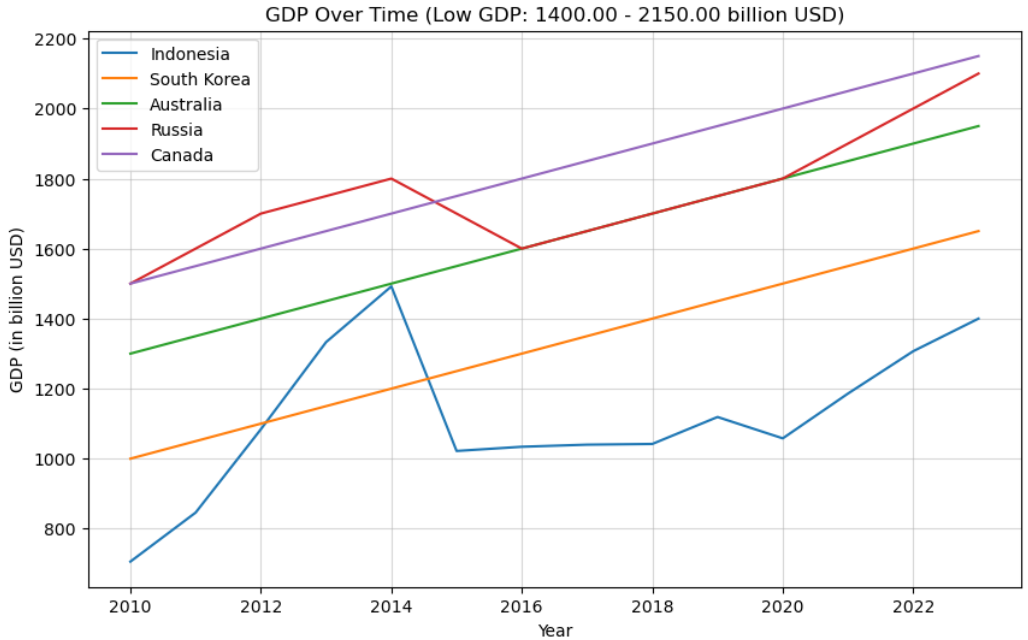 GDP Over Time (Low GDP: 1400.00 - 2150.00 billion USD)
Indonesia
South Korea
Australia
Russia
Canada
GDP (in billion USD)
2200
2000
1800
1600
1400
1200
1000
800
2010 2012 2014 2016 2018 2020 2022
Year